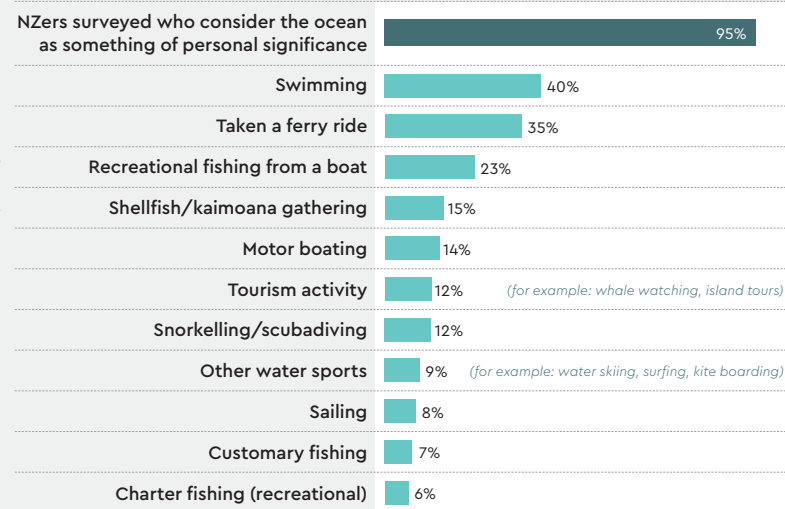 NZers surveyed who consider the ocean
as something of personal significance
95%
Swimming 40%
Taken a ferry ride 35%
Recreational fishing from a boat 23%
Shellfish/kaimoana gathering 15%
Motor boating 14%
Tourism activity 12% (for example: whale watching, island tours)
Snorkelling/scubadiving 12%
Other water sports 9% (for example: water skiing, surfing, kite boarding)
Sailing 8%
Customary fishing 7%
Charter fishing (recreational) 6%